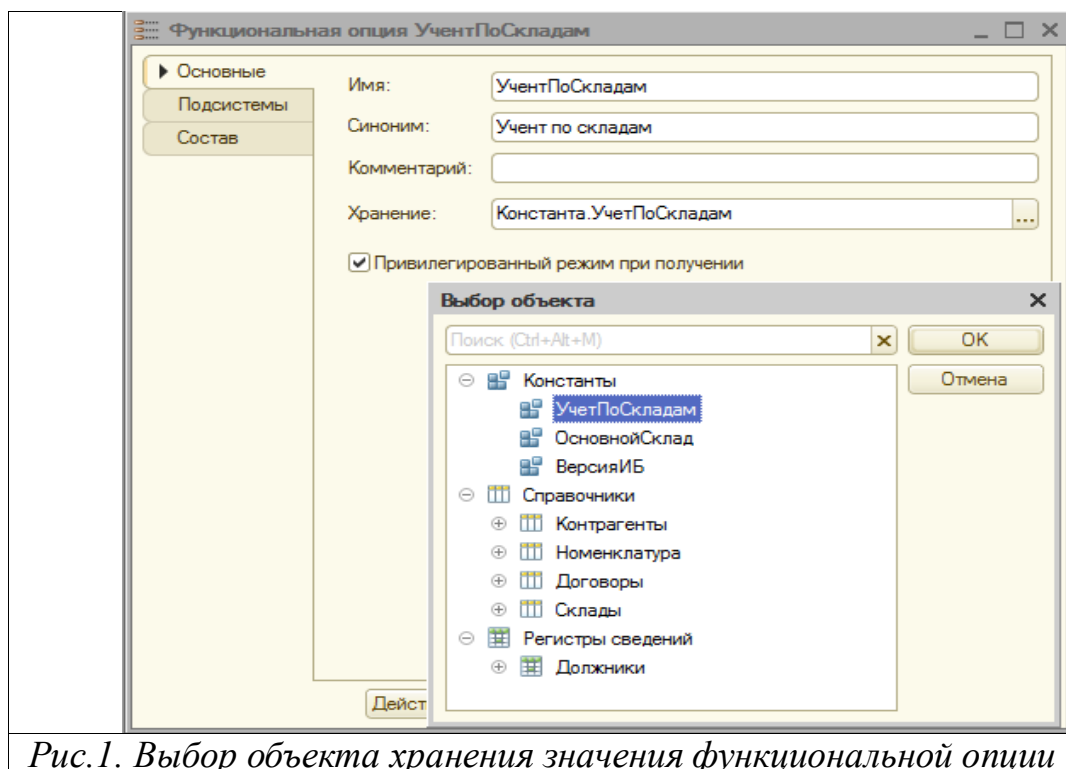 Функциональная опция УчентПоСкладам
Основные
Подсистемы
Состав
Имя: УчентПоСкладам
Синоним: Учент по складам
Комментарий:
Хранение: Константа.УчетПоСкладам ...
Привилегированный режим при получении
Выбор объекта
Поиск (Ctrl+Alt+M)
OK
Отмена
Константы
УчетПоСкладам
ОсновнойСклад
ВерсияИБ
Справочники
Контрагенты
Номенклатура
Договоры
Склады
Регистры сведений
Должники
Дейст
Рис.1. Выбор объекта хранения значения функциональной опции